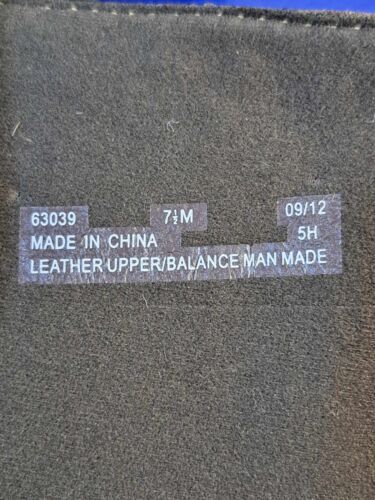 63039 7½M 09/12
MADE IN CHINA 5H
LEATHER UPPER/BALANCE MAN MADE